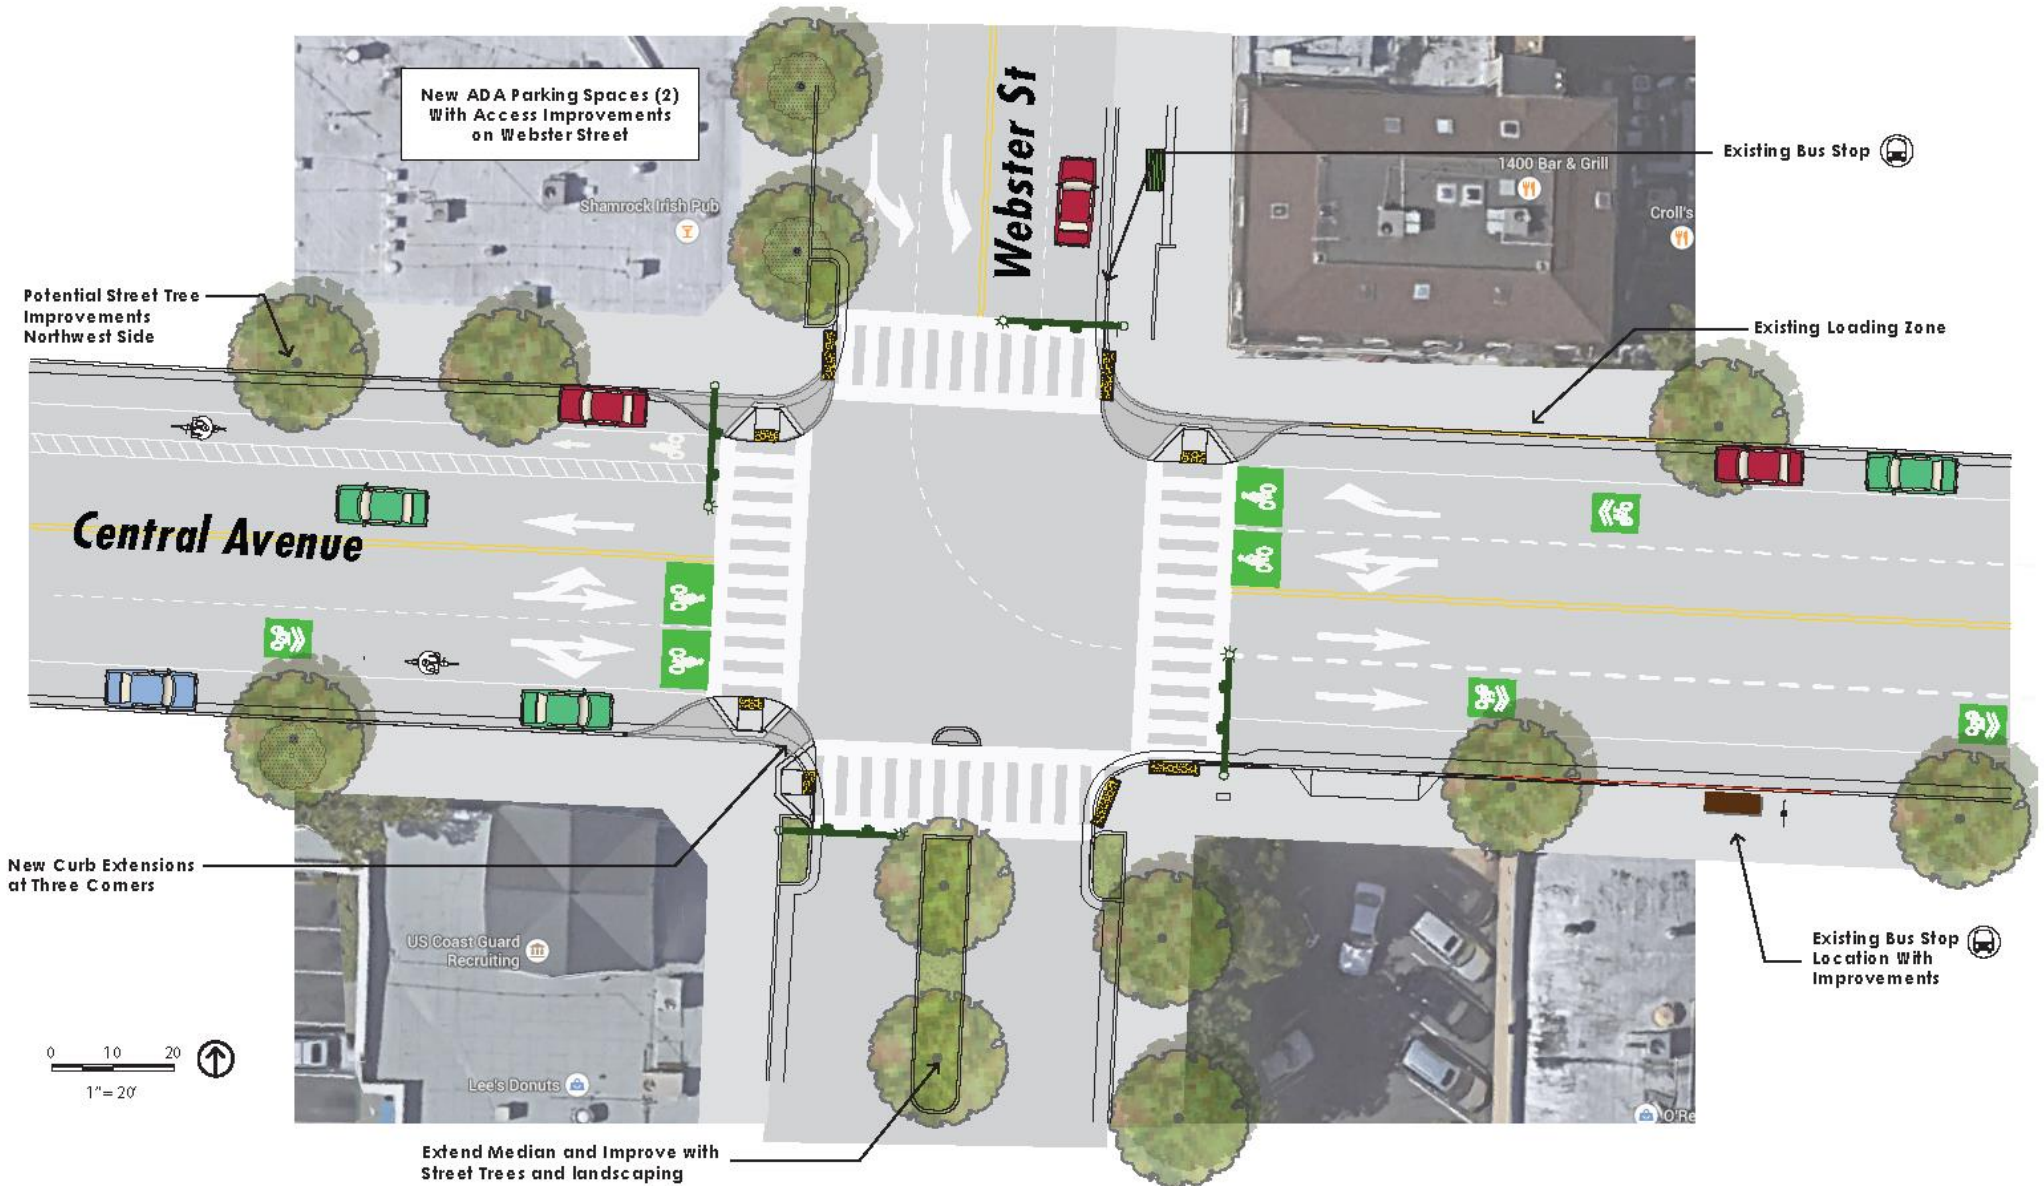 New ADA Parking Spaces (2)
With Access Improvements
on Webster Street
Webster St
Existing Bus Stop
1400 Bar & Grill
Shamrock Irish Pub
Croll's
Potential Street Tree
Improvements
Northwest Side
Existing Loading Zone
Central Avenue
New Curb Extensions
at Three Corners
US Coast Guard
Recruiting
Existing Bus Stop
Location With
Improvements
0 10 20
1"= 20'
Lee's Donuts
O'Re
Extend Median and Improve with
Street Trees and landscaping